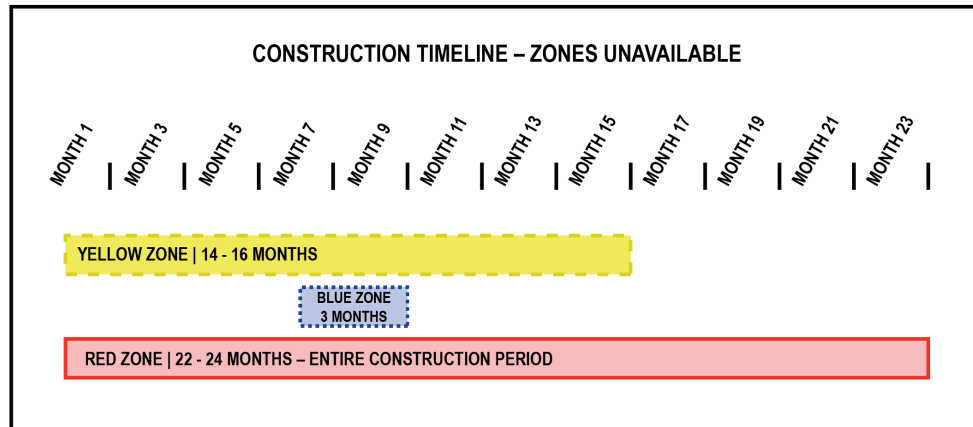 CONSTRUCTION TIMELINE – ZONES UNAVAILABLE
MONTH 1
MONTH 3
MONTH 5
MONTH 7
MONTH 9
MONTH 11
MONTH 13
MONTH 15
MONTH 17
MONTH 19
MONTH 21
MONTH 23
YELLOW ZONE | 14 - 16 MONTHS
BLUE ZONE
3 MONTHS
RED ZONE | 22 - 24 MONTHS – ENTIRE CONSTRUCTION PERIOD